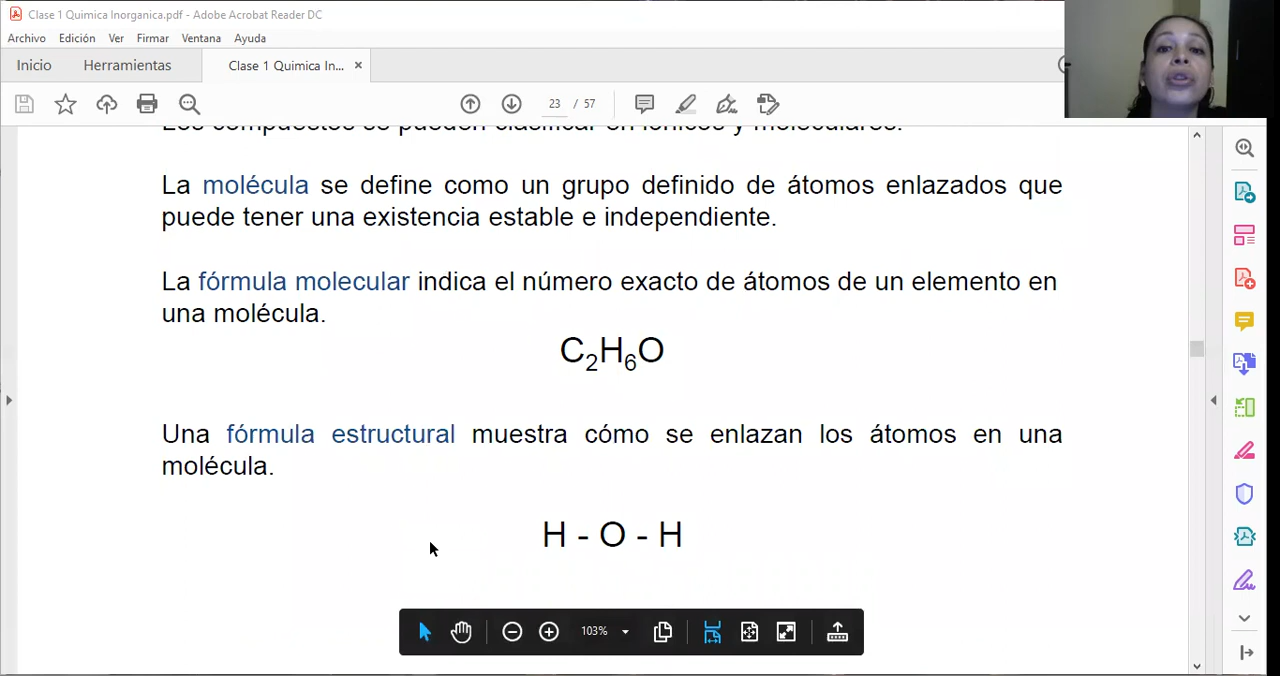 Clase 1 Quimica Inorganica.pdf - Adobe Acrobat Reader DC
Archivo Edición Ver Firmar Ventana Ayuda
Inicio Herramientas Clase 1 Quimica In... ×
23 / 57
Los compuestos se pueden clasificar en iónicos y moleculares.
La molécula se define como un grupo definido de átomos enlazados que
puede tener una existencia estable e independiente.
La fórmula molecular indica el número exacto de átomos de un elemento en
una molécula.
C₂H₆O
Una fórmula estructural muestra cómo se enlazan los átomos en una
molécula.
H - O - H
103%